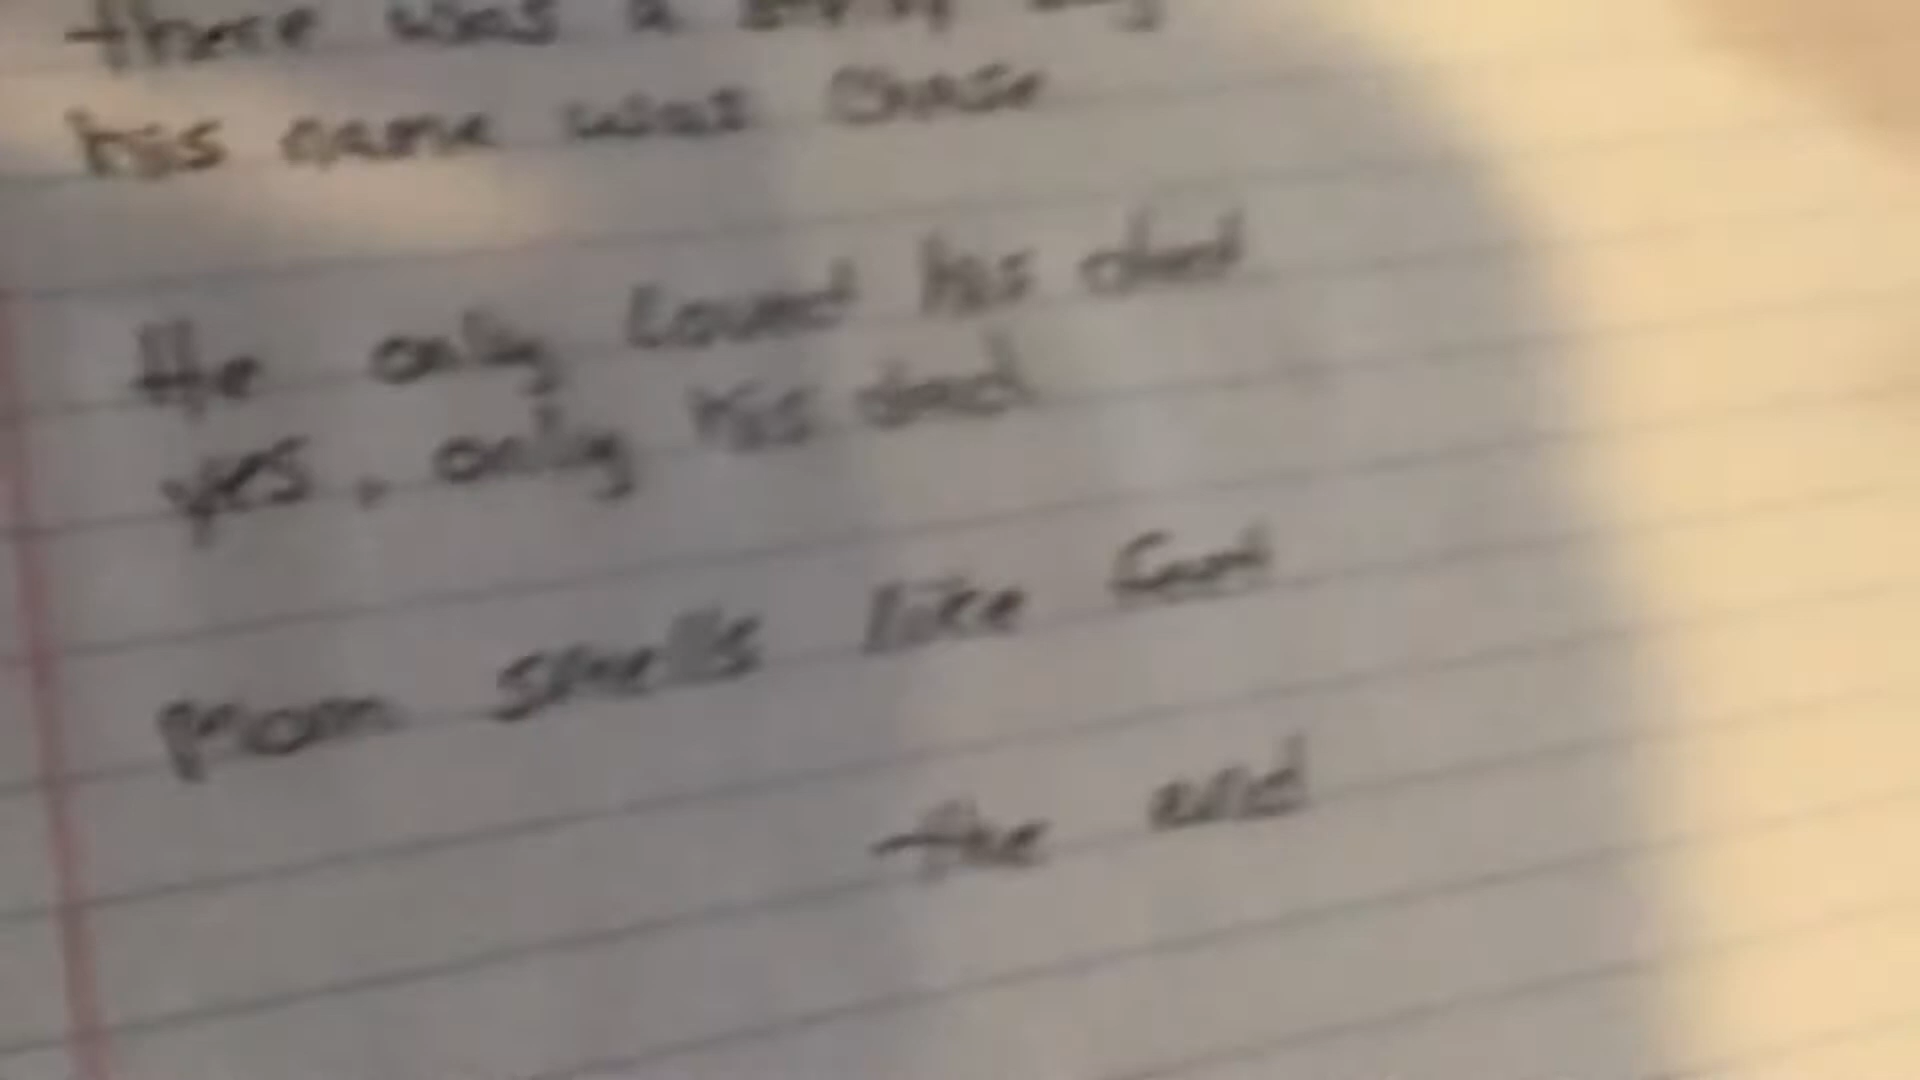 there was a
his name was Chase
He only Loved his dad
yes, only his dad
Mom smells like
the end